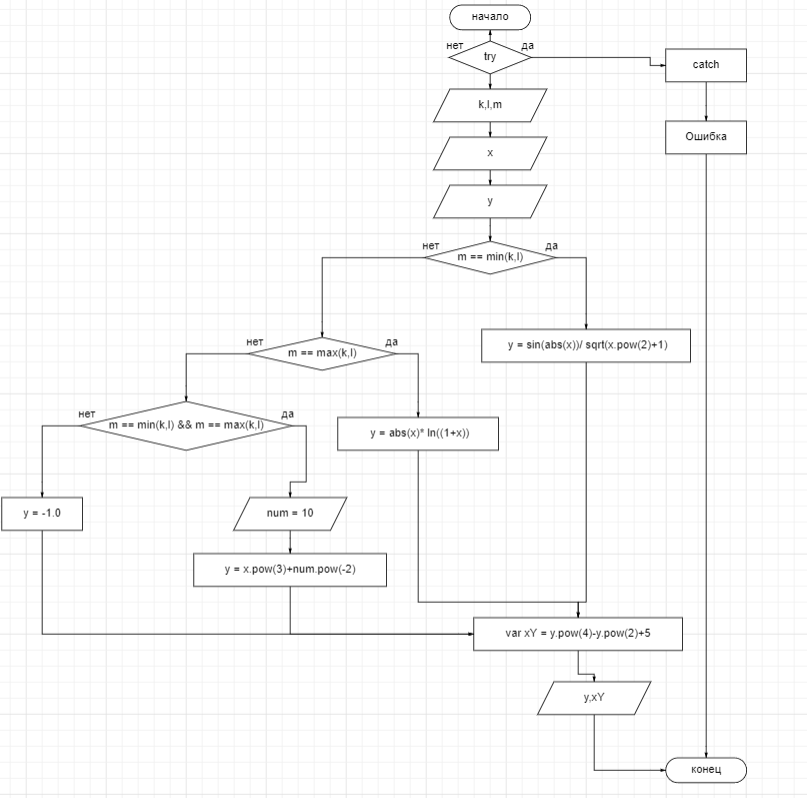 начало
нет
да
try
catch
k,l,m
Ошибка
x
y
нет
да
m == min(k,l)
нет
да
y = sin(abs(x))/ sqrt(x.pow(2)+1)
m == max(k,l)
нет
да
m == min(k,l) && m == max(k,l)
y = abs(x)* ln((1+x))
y = -1.0
num = 10
y = x.pow(3)+num.pow(-2)
var xY = y.pow(4)-y.pow(2)+5
y,xY
конец